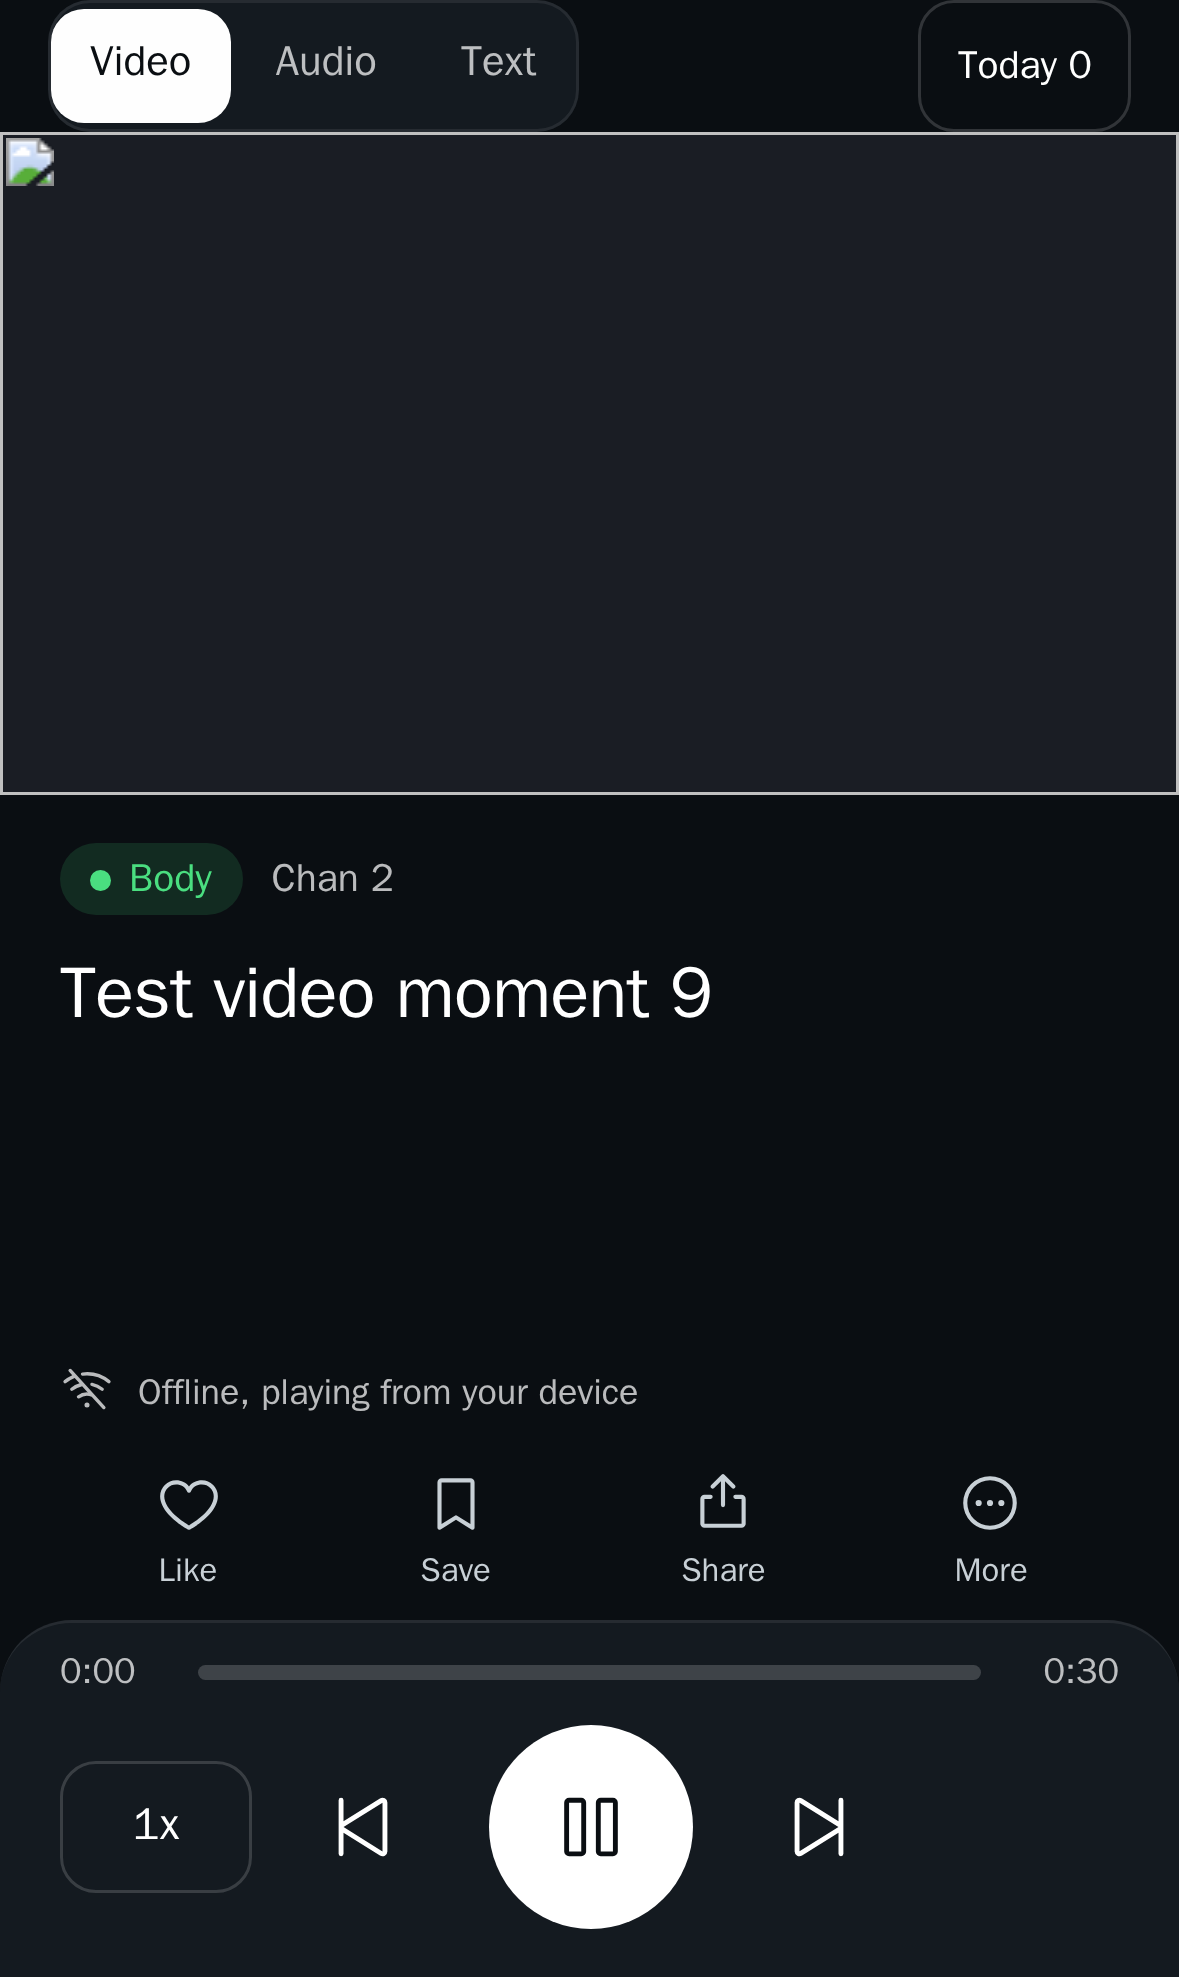 Video Audio Text Today 0
Body Chan 2
Test video moment 9
Offline, playing from your device
Like Save Share More
0:00 0:30
1x